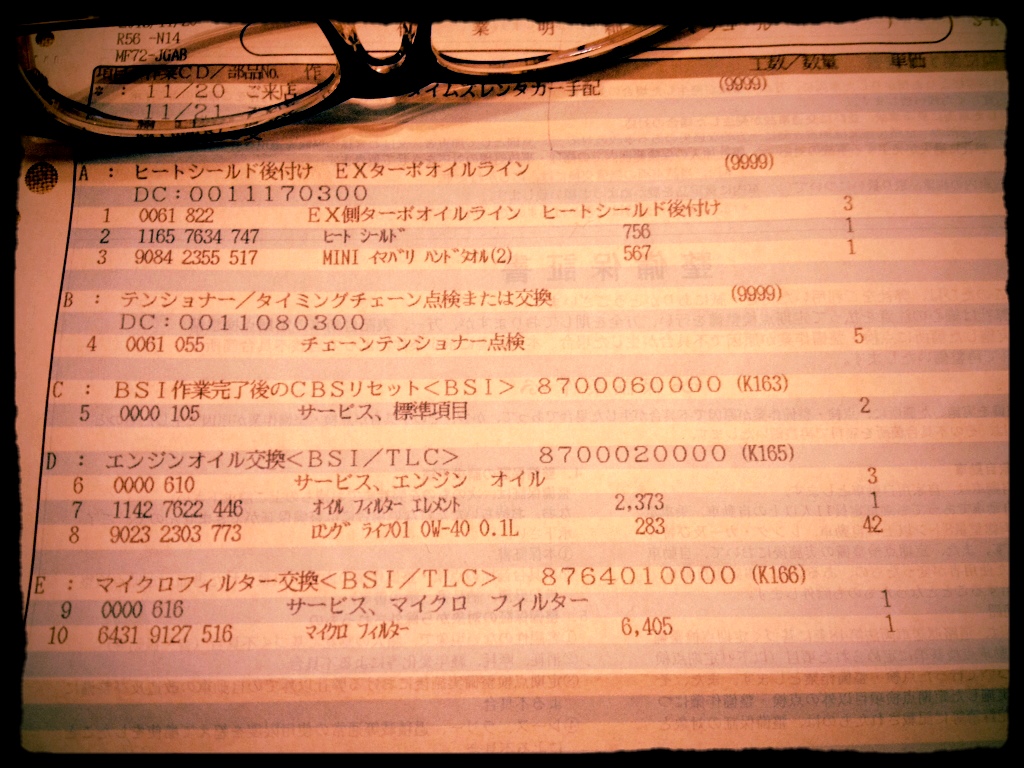 R56 -N14
MF72-JGAB
作業CD／部品No. 作 工数／数量 単価
* : 11/20 ご来店 タイムズレンタカー手配 (9999)
11/21
A : ヒートシールド後付け EXターボオイルライン (9999)
DC:0011170300
1 0061 822 EX側ターボオイルライン ヒートシールド後付け 3
2 1165 7634 747 ﾋｰﾄ ｼｰﾙﾄﾞ 756 1
3 9084 2355 517 MINI ｲﾏﾊﾞﾘ ﾊﾝﾄﾞﾀｵﾙ(2) 567 1
B : テンショナー／タイミングチェーン点検または交換 (9999)
DC:0011080300
4 0061 055 チェーンテンショナー点検 5
C : BSI作業完了後のCBSリセット<BSI> 8700060000 (K163)
5 0000 105 サービス、標準項目 2
D : エンジンオイル交換<BSI/TLC> 8700020000 (K165)
6 0000 610 サービス、エンジン オイル 3
7 1142 7622 446 ｵｲﾙ ﾌｨﾙﾀｰ ｴﾚﾒﾝﾄ 2,373 1
8 9023 2303 773 ﾛﾝｸﾞ ﾗｲﾌ01 0W-40 0.1L 283 42
E : マイクロフィルター交換<BSI/TLC> 8764010000 (K166)
9 0000 616 サービス、マイクロ フィルター 1
10 6431 9127 516 ﾏｲｸﾛ ﾌｨﾙﾀｰ 6,405 1